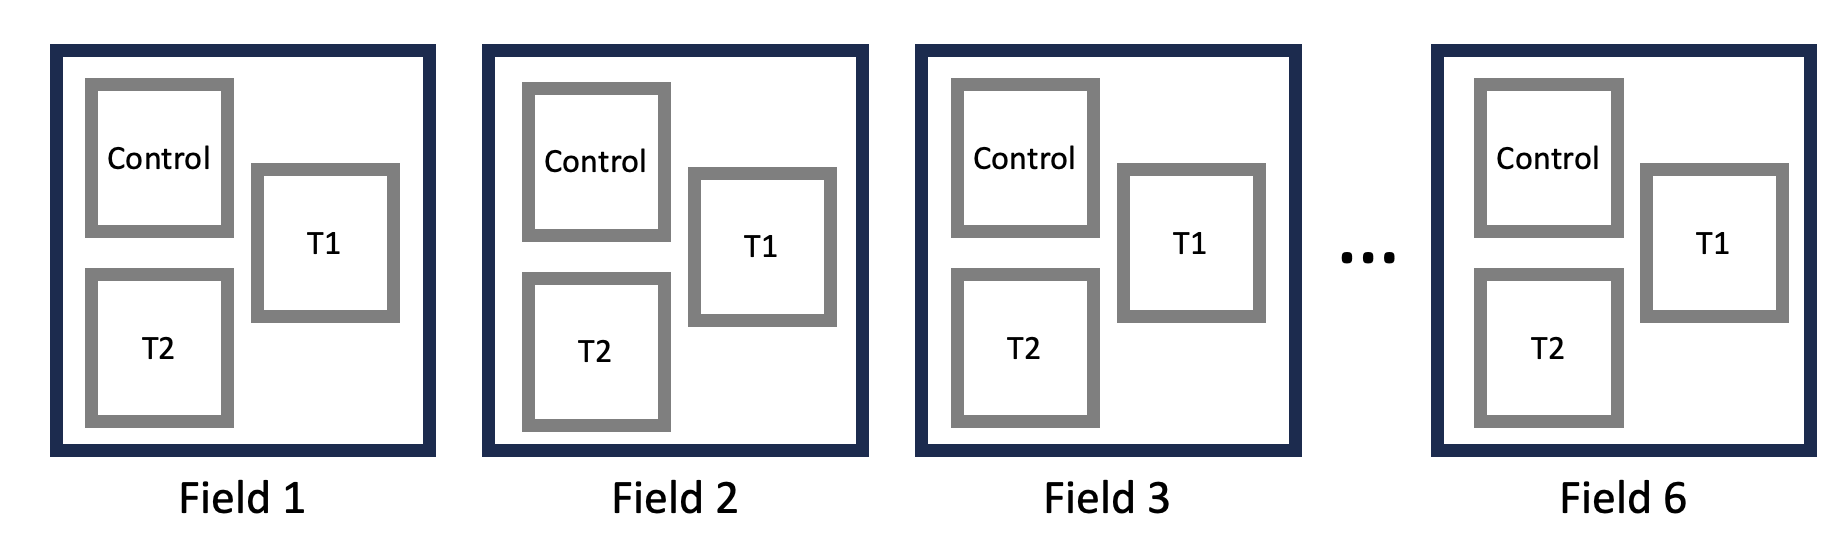 Control
T1
T2
Field 1
Control
T1
T2
Field 2
Control
T1
T2
Field 3
...
Control
T1
T2
Field 6